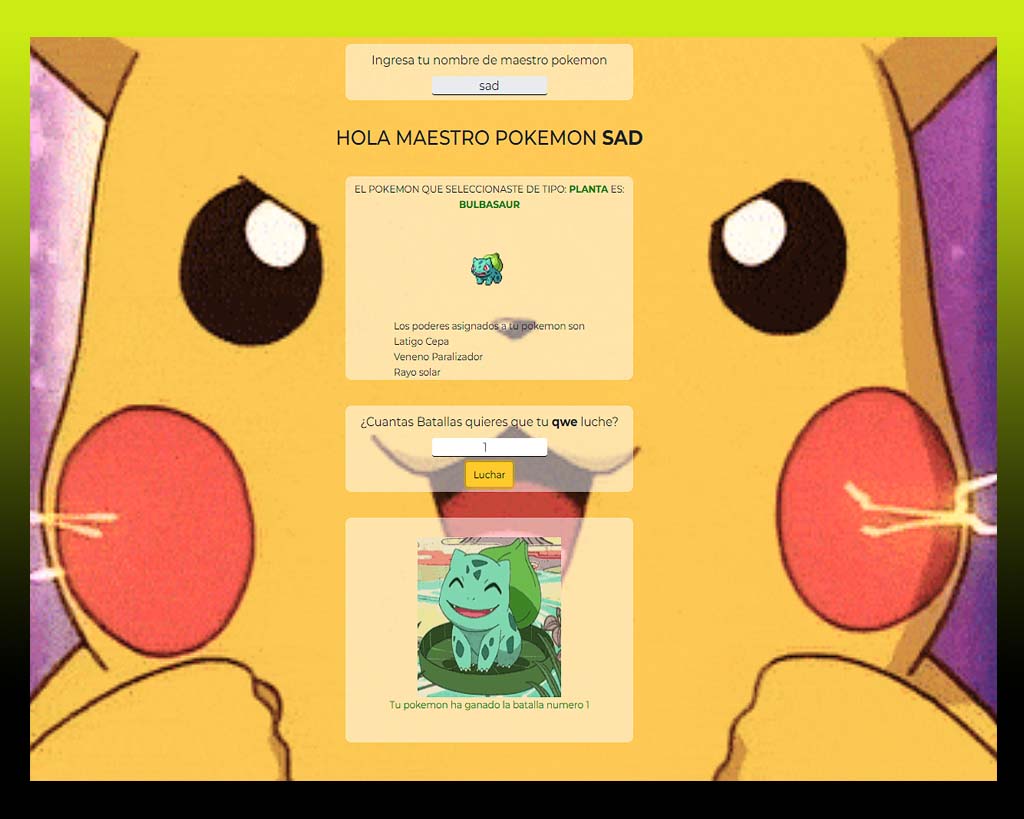 Ingresa tu nombre de maestro pokemon
sad
HOLA MAESTRO POKEMON SAD
EL POKEMON QUE SELECCIONASTE DE TIPO: PLANTA ES:
BULBASAUR
Los poderes asignados a tu pokemon son
Latigo Cepa
Veneno Paralizador
Rayo solar
¿Cuantas Batallas quieres que tu qwe luche?
1
Luchar
Tu pokemon ha ganado la batalla numero 1